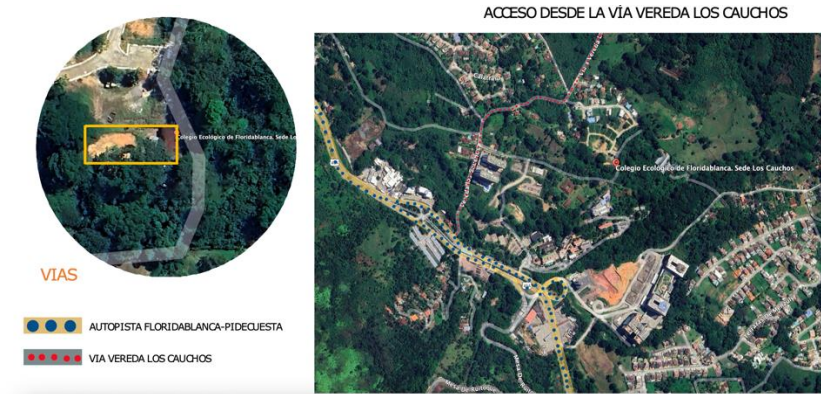 ACCESO DESDE LA VÍA VEREDA LOS CAUCHOS
Colegio Ecológico de Floridablanca, Sede Lo
Colegio Ecológico de Floridablanca, Sede Los Cauchos
VIAS
AUTOPISTA FLORIDABLANCA-PIDECUESTA
VIA VEREDA LOS CAUCHOS